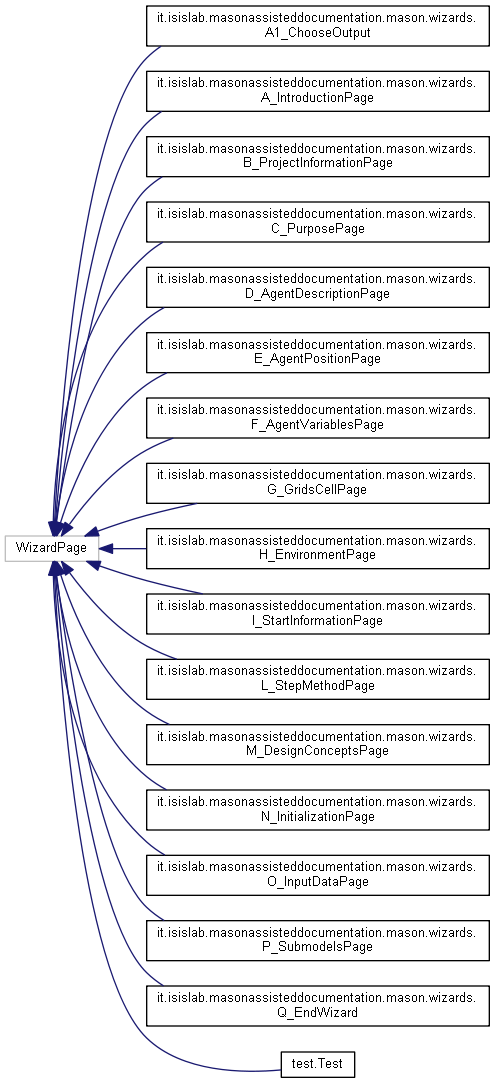 it.isislab.masonassisteddocumentation.mason.wizards.
A1_ChooseOutput
it.isislab.masonassisteddocumentation.mason.wizards.
A_IntroductionPage
it.isislab.masonassisteddocumentation.mason.wizards.
B_ProjectInformationPage
it.isislab.masonassisteddocumentation.mason.wizards.
C_PurposePage
it.isislab.masonassisteddocumentation.mason.wizards.
D_AgentDescriptionPage
it.isislab.masonassisteddocumentation.mason.wizards.
E_AgentPositionPage
it.isislab.masonassisteddocumentation.mason.wizards.
F_AgentVariablesPage
it.isislab.masonassisteddocumentation.mason.wizards.
G_GridsCellPage
WizardPage
it.isislab.masonassisteddocumentation.mason.wizards.
H_EnvironmentPage
it.isislab.masonassisteddocumentation.mason.wizards.
I_StartInformationPage
it.isislab.masonassisteddocumentation.mason.wizards.
L_StepMethodPage
it.isislab.masonassisteddocumentation.mason.wizards.
M_DesignConceptsPage
it.isislab.masonassisteddocumentation.mason.wizards.
N_InitializationPage
it.isislab.masonassisteddocumentation.mason.wizards.
O_InputDataPage
it.isislab.masonassisteddocumentation.mason.wizards.
P_SubmodelsPage
it.isislab.masonassisteddocumentation.mason.wizards.
Q_EndWizard
test.Test